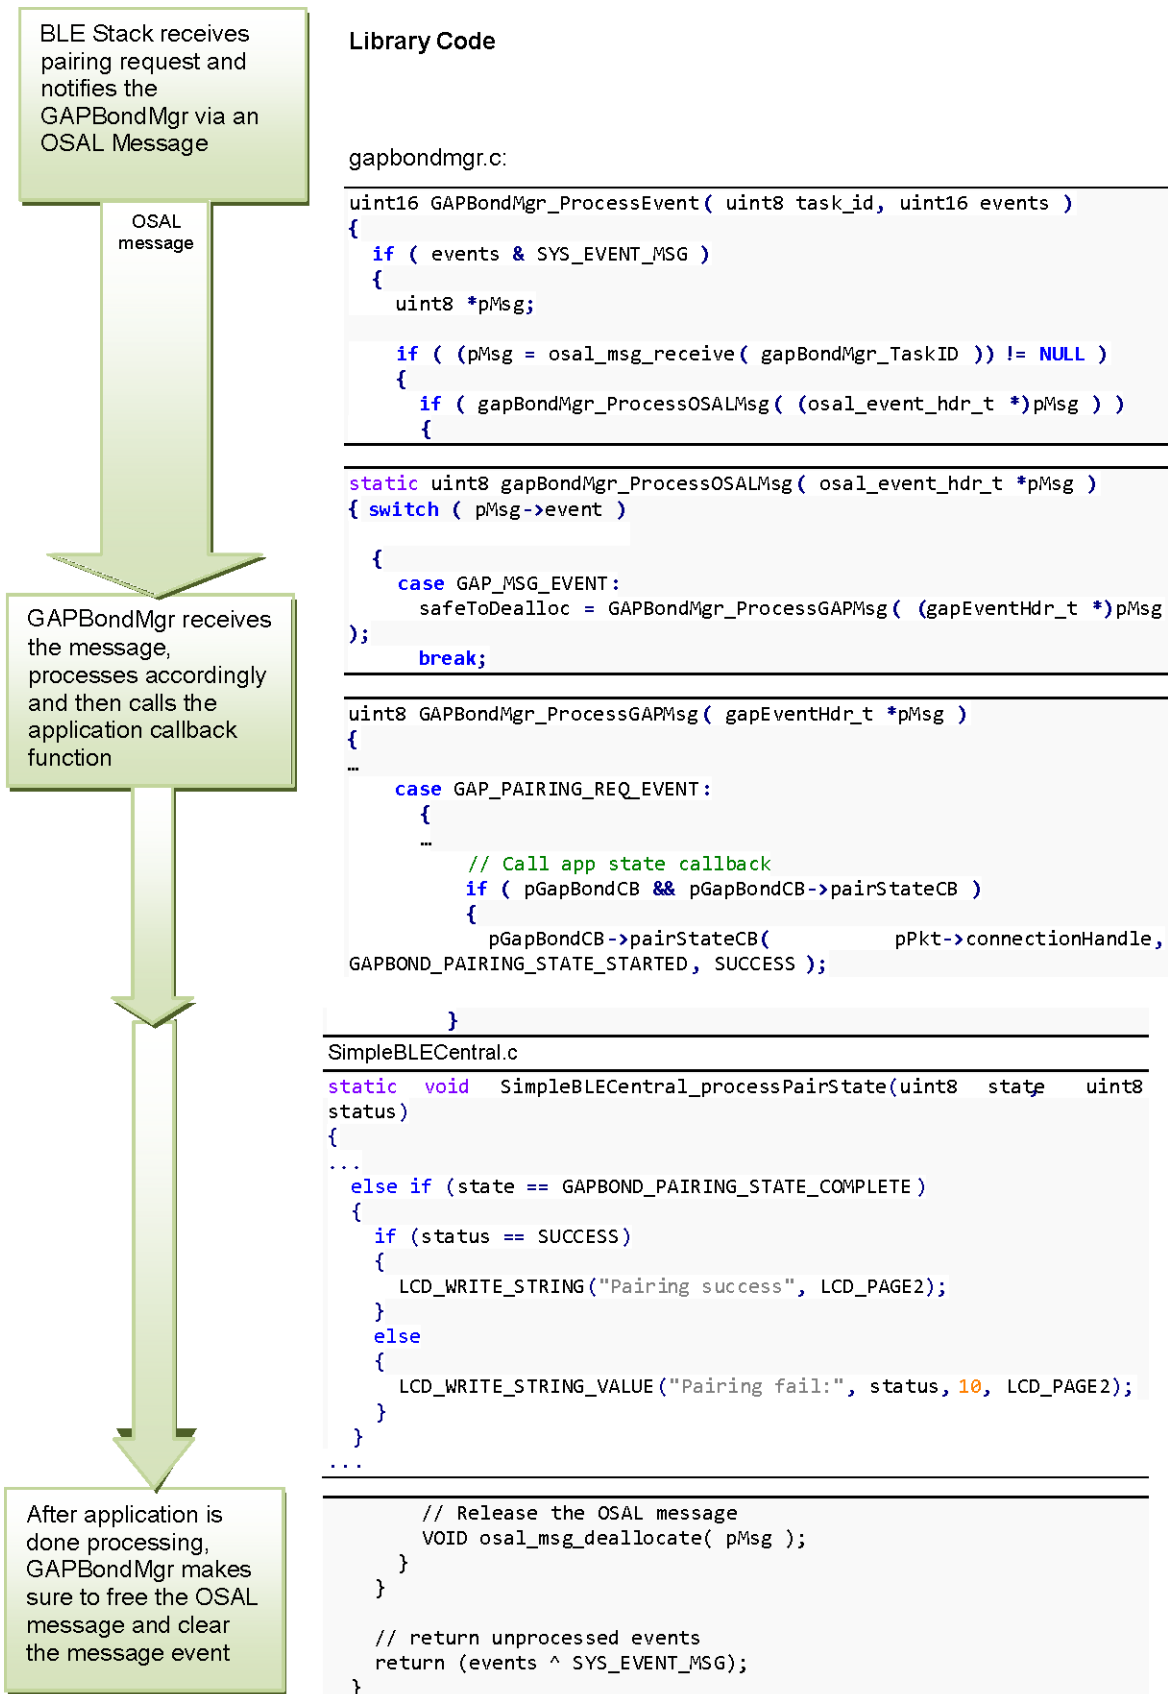 BLE Stack receives
pairing request and
notifies the
GAPBondMgr via an
OSAL Message
OSAL
message
GAPBondMgr receives
the message,
processes accordingly
and then calls the
application callback
function
After application is
done processing,
GAPBondMgr makes
sure to free the OSAL
message and clear
the message event
Library Code
gapbondmgr.c:
uint16 GAPBondMgr_ProcessEvent( uint8 task_id, uint16 events )
{
if ( events & SYS_EVENT_MSG )
{
uint8 *pMsg;
if ( (pMsg = osal_msg_receive( gapBondMgr_TaskID )) != NULL )
{
if ( gapBondMgr_ProcessOSALMsg( (osal_event_hdr_t *)pMsg ) )
{
static uint8 gapBondMgr_ProcessOSALMsg( osal_event_hdr_t *pMsg )
{ switch ( pMsg->event )
{
case GAP_MSG_EVENT:
safeToDealloc = GAPBondMgr_ProcessGAPMsg( (gapEventHdr_t *)pMsg
);
break;
uint8 GAPBondMgr_ProcessGAPMsg( gapEventHdr_t *pMsg )
{
…
case GAP_PAIRING_REQ_EVENT:
{
…
// Call app state callback
if ( pGapBondCB && pGapBondCB->pairStateCB )
{
pGapBondCB->pairStateCB( pPkt->connectionHandle,
GAPBOND_PAIRING_STATE_STARTED, SUCCESS );
}
SimpleBLECentral.c
static void SimpleBLECentral_processPairState(uint8 state, uint8
status)
{
...
else if (state == GAPBOND_PAIRING_STATE_COMPLETE)
{
if (status == SUCCESS)
{
LCD_WRITE_STRING("Pairing success", LCD_PAGE2);
}
else
{
LCD_WRITE_STRING_VALUE("Pairing fail:", status, 10, LCD_PAGE2);
}
}
...
// Release the OSAL message
VOID osal_msg_deallocate( pMsg );
}
}
// return unprocessed events
return (events ^ SYS_EVENT_MSG);
}